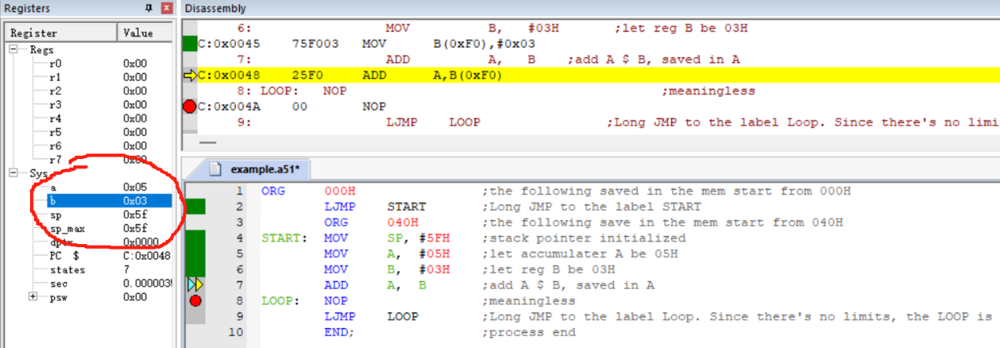 Registers
Register Value
Regs
r0 0x00
r1 0x00
r2 0x00
r3 0x00
r4 0x00
r5 0x00
r6 0x00
r7 0x00
Sys
a 0x05
b 0x03
sp 0x5f
sp_max 0x5f
dptr 0x0000
PC $ C:0x0048
states 7
sec 0.000003
psw 0x00
Disassembly
6: MOV B, #03H ;let reg B be 03H
C:0x0045 75F003 MOV B(0xF0),#0x03
7: ADD A, B ;add A $ B, saved in A
C:0x0048 25F0 ADD A,B(0xF0)
8: LOOP: NOP ;meaningless
C:0x004A 00 NOP
9: LJMP LOOP ;Long JMP to the label Loop. Since there's no limi
example.a51*
1 ORG 000H ;the following saved in the mem start from 000H
2 LJMP START ;Long JMP to the label START
3 ORG 040H ;the following save in the mem start from 040H
4 START: MOV SP, #5FH ;stack pointer initialized
5 MOV A, #05H ;let accumulater A be 05H
6 MOV B, #03H ;let reg B be 03H
7 ADD A, B ;add A $ B, saved in A
8 LOOP: NOP ;meaningless
9 LJMP LOOP ;Long JMP to the label Loop. Since there's no limits, the LOOP is
10 END; ;process end